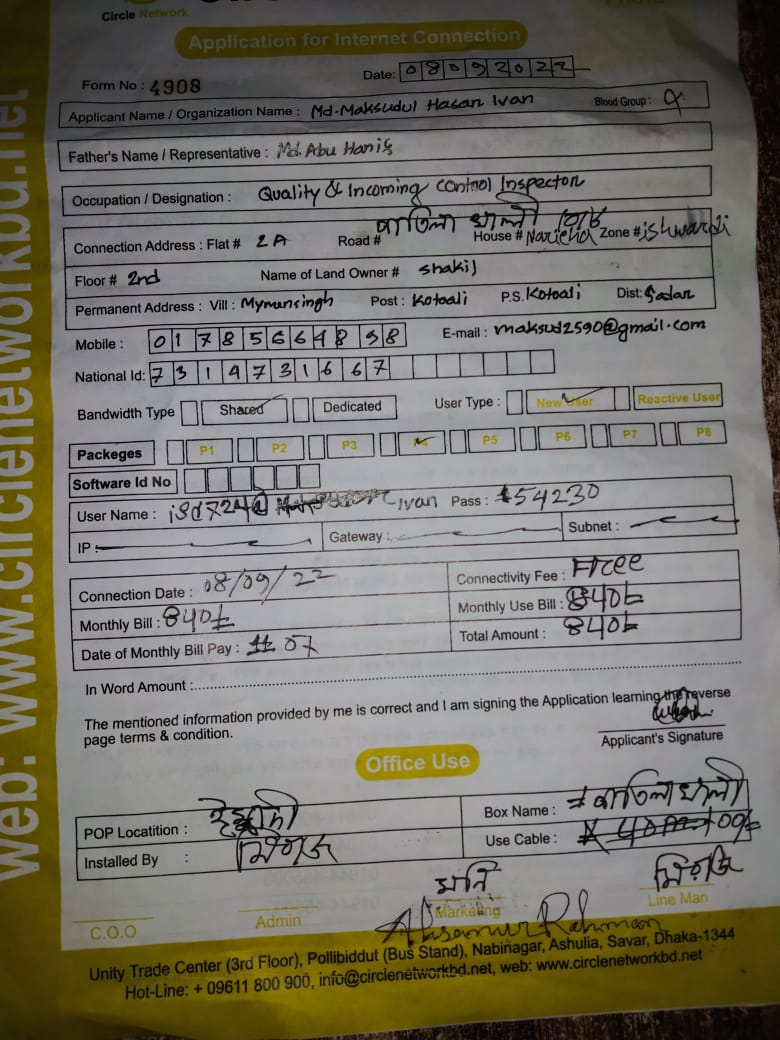 Circle Network
Application for Internet Connection
Form No : 4908 Date: 08092022
Applicant Name / Organization Name : Md. Maksudul Hasan Ivan Blood Group :
Father's Name / Representative : Md. Abu Hanif
Occupation / Designation : Quality & Incoming Control Inspector
Connection Address : Flat # 2A Road # House # Zone # ishwardi
Floor # 2nd Name of Land Owner # Shakil
Permanent Address : Vill : Mymunsingh Post : Kotoali P.S. Kotoali Dist: Sadar
Mobile : 01785664898 E-mail : maksud2590@gmail.com
National Id: 7314731667
Bandwidth Type Shared Dedicated User Type : New User Reactive User
Packeges P1 P2 P3 P4 P5 P6 P7 P8
Software Id No
User Name : isd724@ Ivan Pass : 154230
IP : Gateway : Subnet :
Connection Date : 08/09/22 Connectivity Fee : Free
Monthly Bill : 840 Monthly Use Bill : 840
Date of Monthly Bill Pay : 07 Total Amount : 840
In Word Amount :
The mentioned information provided by me is correct and I am signing the Application learning the reverse
page terms & condition.
Applicant's Signature
Office Use
POP Locatition : Box Name :
Installed By : Use Cable :
C.O.O Admin Marketing Line Man
Ahsanur Rahman
Unity Trade Center (3rd Floor), Pollibiddut (Bus Stand), Nabinagar, Ashulia, Savar, Dhaka-1344
Hot-Line: + 09611 800 900, info@circlenetworkbd.net, web: www.circlenetworkbd.net
web: www.circlenetworkbd.net